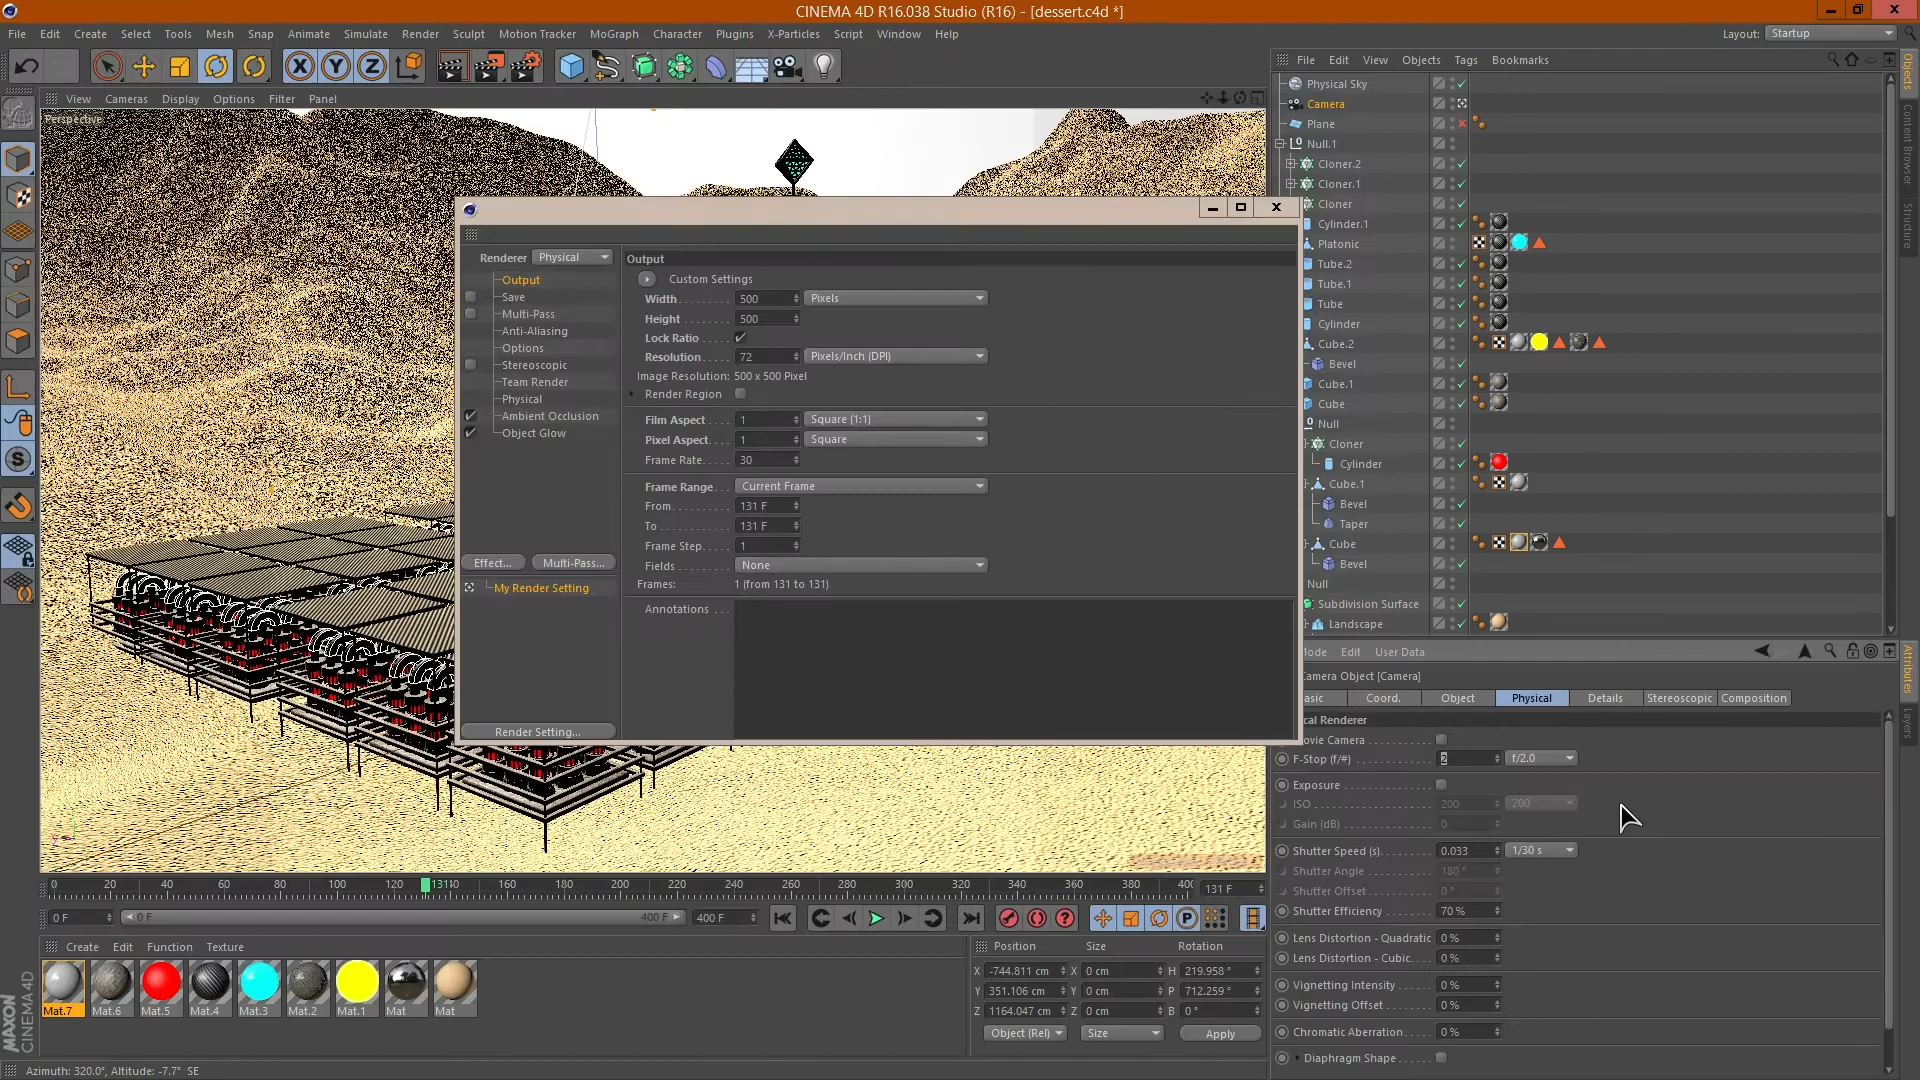 CINEMA 4D R16.038 Studio (R16) - [dessert.c4d *]
File Edit Create Select Tools Mesh Snap Animate Simulate Render Sculpt Motion Tracker MoGraph Character Plugins X-Particles Script Window Help
Layout: Startup
X Y Z
View Cameras Display Options Filter Panel
Perspective
File Edit View Objects Tags Bookmarks
Physical Sky
Camera
Plane
Null.1
Cloner.2
Cloner.1
Cloner
Cylinder.1
Platonic
Tube.2
Tube.1
Tube
Cylinder
Cube.2
Bevel
Cube.1
Cube
Null
Cloner
Cylinder
Cube.1
Bevel
Taper
Cube
Bevel
Null
Subdivision Surface
Landscape
Objects
Content Browser
Structure
Renderer Physical
Output
Save
Multi-Pass
Anti-Aliasing
Options
Stereoscopic
Team Render
Physical
Ambient Occlusion
Object Glow
Effect... Multi-Pass...
My Render Setting
Render Setting...
Output
Custom Settings
Width 500 Pixels
Height 500
Lock Ratio
Resolution 72 Pixels/Inch (DPI)
Image Resolution: 500 x 500 Pixel
Render Region
Film Aspect 1 Square (1:1)
Pixel Aspect 1 Square
Frame Rate 30
Frame Range Current Frame
From 131 F
To 131 F
Frame Step 1
Fields None
Frames: 1 (from 131 to 131)
Annotations
ode Edit User Data
amera Object [Camera]
asic Coord. Object Physical Details Stereoscopic Composition
cal Renderer
ovie Camera
F-Stop (f/#) 2 f/2.0
Exposure
ISO 200 200
Gain (dB) 0
Shutter Speed (s) 0.033 1/30 s
Shutter Angle 180 °
Shutter Offset 0 °
Shutter Efficiency 70 %
Lens Distortion - Quadratic 0 %
Lens Distortion - Cubic 0 %
Vignetting Intensity 0 %
Vignetting Offset 0 %
Chromatic Aberration 0 %
Diaphragm Shape
Attributes
Layers
0 20 40 60 80 100 120 13110 160 180 200 220 240 260 280 300 320 340 360 380 40 131 F
0 F 0 F 400 F 400 F
P
Create Edit Function Texture
Mat.7 Mat.6 Mat.5 Mat.4 Mat.3 Mat.2 Mat.1 Mat Mat
Position Size Rotation
X -744.811 cm X 0 cm H 219.958 °
Y 351.106 cm Y 0 cm P 712.259 °
Z 1164.047 cm Z 0 cm B 0 °
Object (Rel) Size Apply
MAXON
CINEMA 4D
Azimuth: 320.0°, Altitude: -7.7° SE